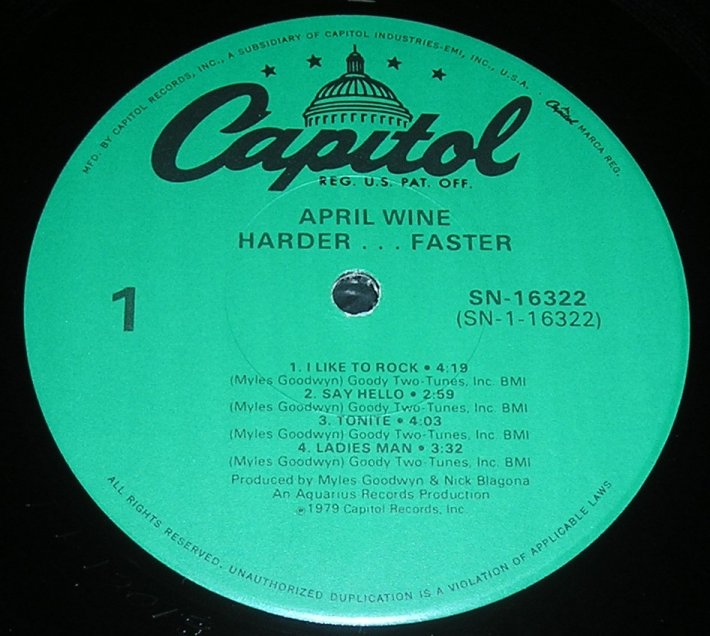 MFD. BY CAPITOL RECORDS, INC., A SUBSIDIARY OF CAPITOL INDUSTRIES-EMI, INC., U.S.A. • Capitol MARCA REG.
Capitol
REG. U.S. PAT. OFF.
APRIL WINE
HARDER . . . FASTER
1
SN-16322
(SN-1-16322)
1. I LIKE TO ROCK • 4:19
(Myles Goodwyn) Goody Two-Tunes, Inc. BMI
2. SAY HELLO • 2:59
(Myles Goodwyn) Goody Two-Tunes, Inc. BMI
3. TONITE • 4:03
(Myles Goodwyn) Goody Two-Tunes, Inc. BMI
4. LADIES MAN • 3:32
(Myles Goodwyn) Goody Two-Tunes, Inc. BMI
Produced by Myles Goodwyn & Nick Blagona
An Aquarius Records Production
℗1979 Capitol Records, Inc.
ALL RIGHTS RESERVED. UNAUTHORIZED DUPLICATION IS A VIOLATION OF APPLICABLE LAWS